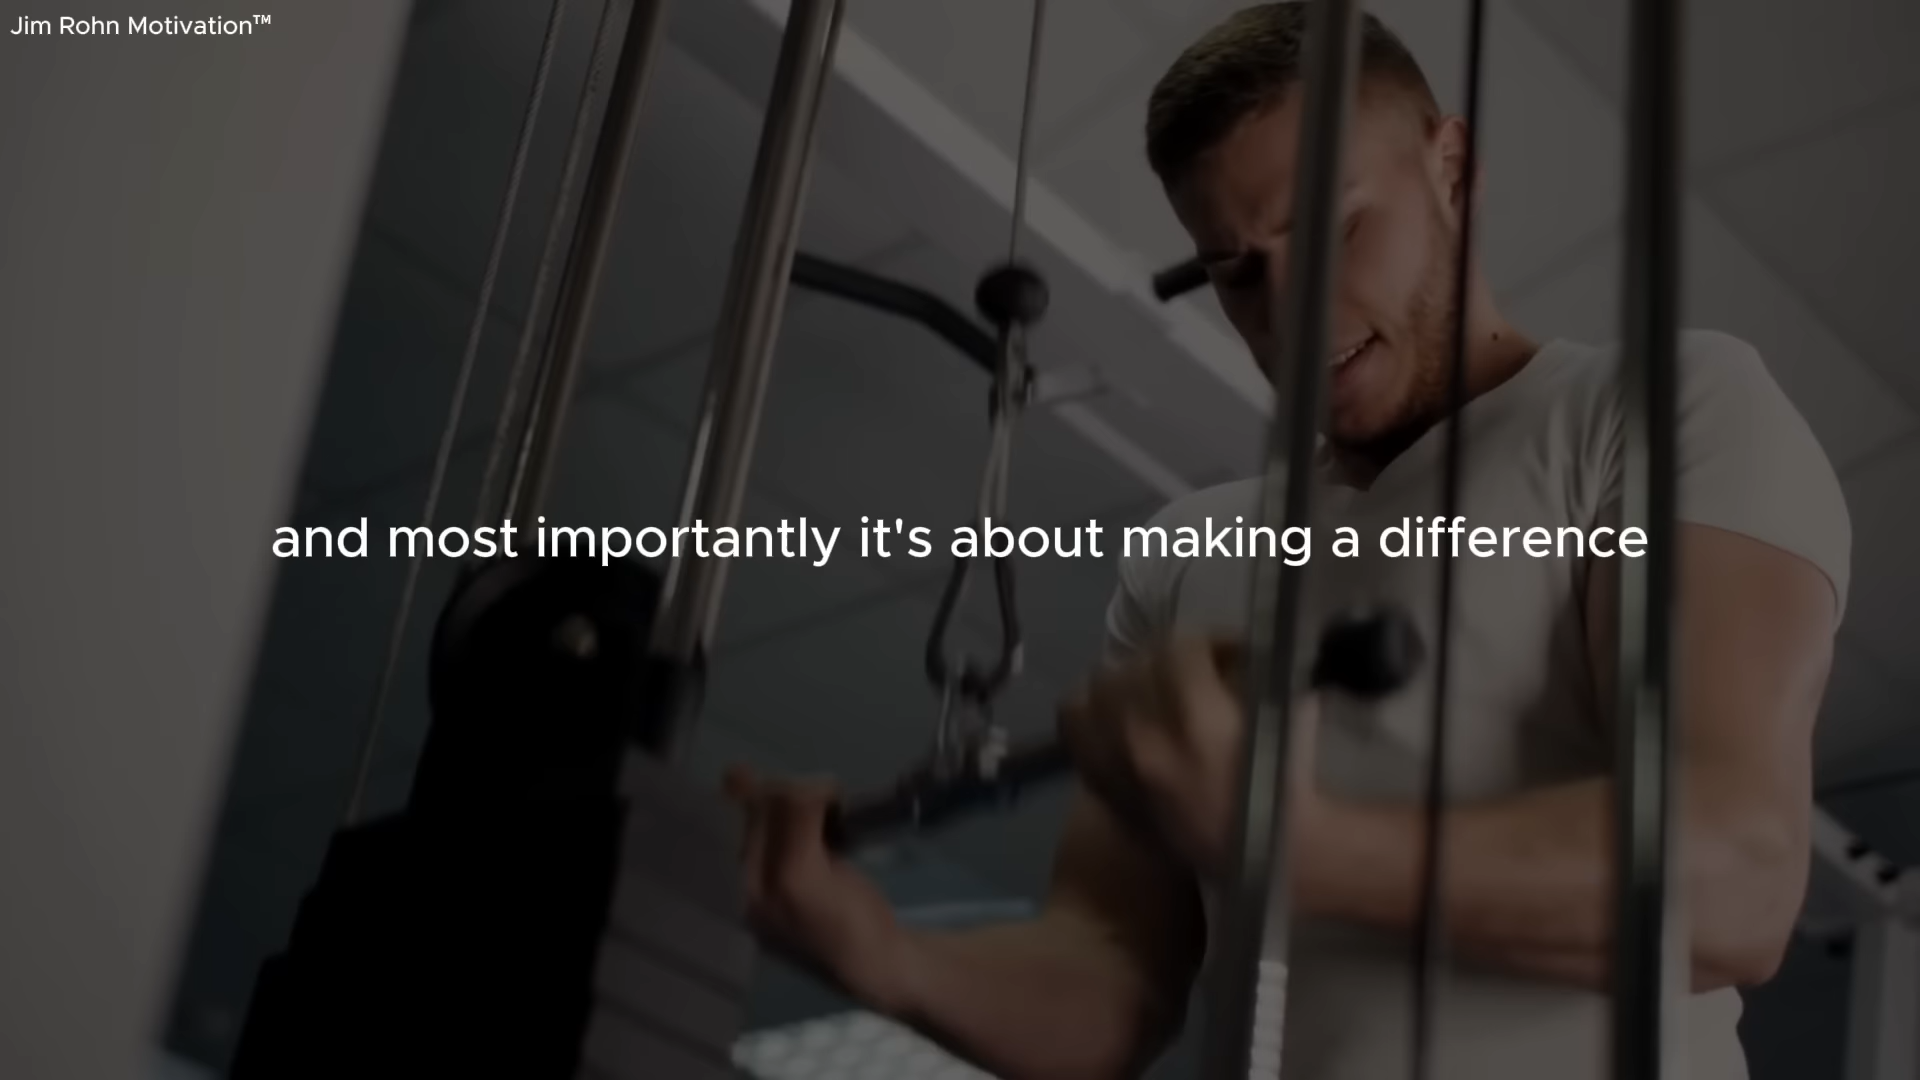 Jim Rohn Motivation™
and most importantly it's about making a difference